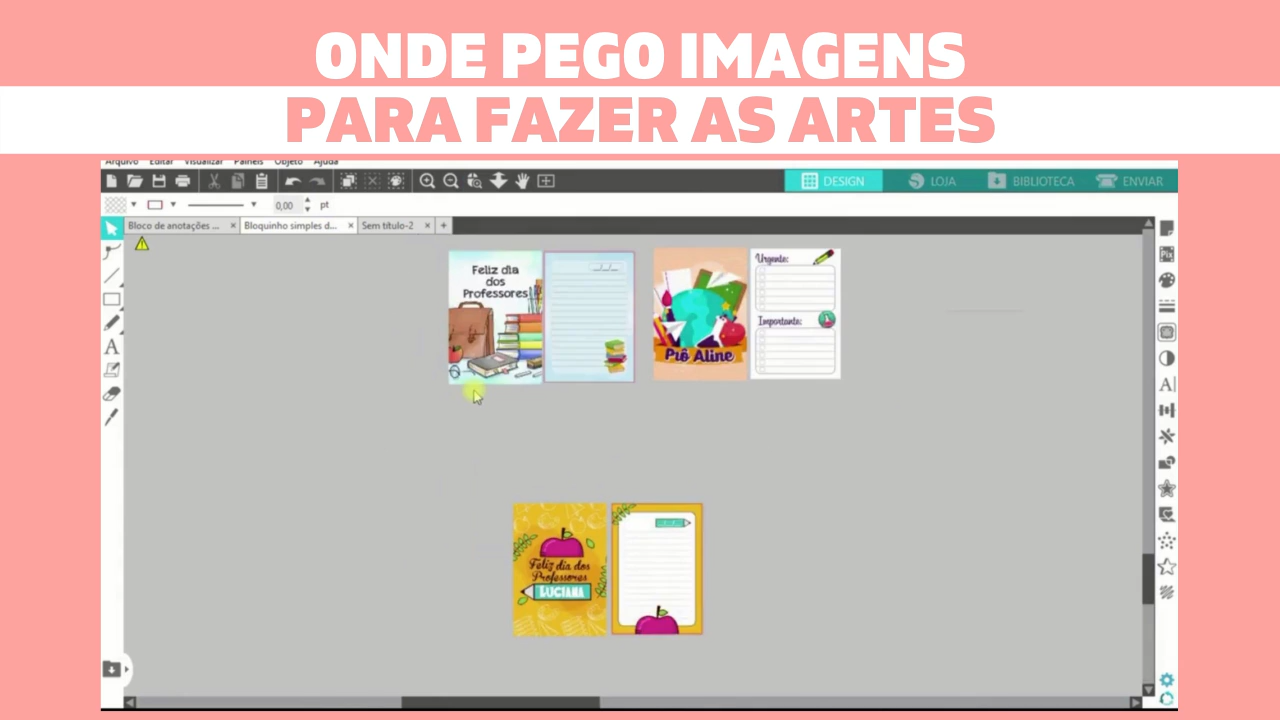 ONDE PEGO IMAGENS
PARA FAZER AS ARTES
Arquivo Editar Visualizar Painéis Objeto Ajuda
DESIGN LOJA BIBLIOTECA ENVIAR
0,00 pt
Bloco de anotações ... Bloquinho simples d... Sem título-2
Feliz dia
dos
Professores
Urgente:
Importante:
Prô Aline
Feliz dia dos
Professores
LUCIANA